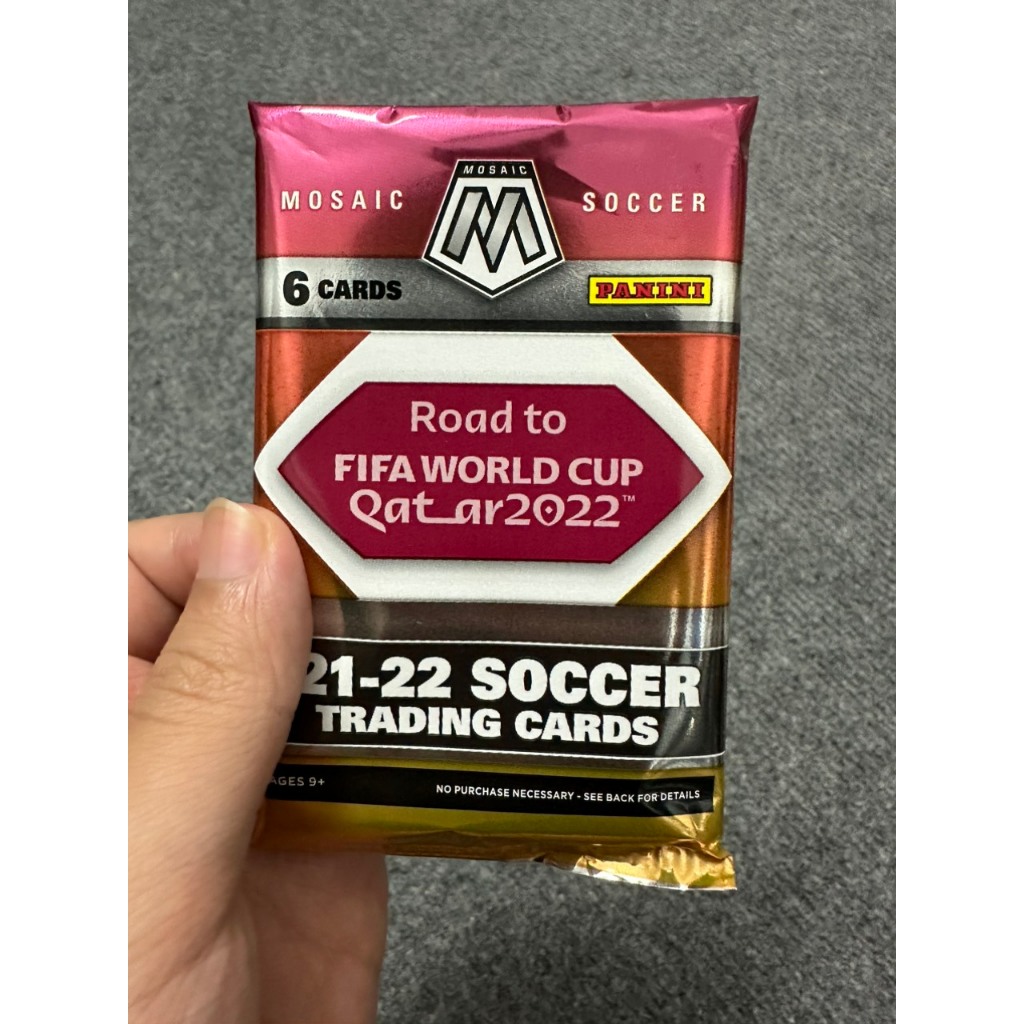 MOSAIC
MOSAIC SOCCER
6 CARDS PANINI
Road to
FIFA WORLD CUP
Qatar2022™
21-22 SOCCER
TRADING CARDS
AGES 9+
NO PURCHASE NECESSARY - SEE BACK FOR DETAILS